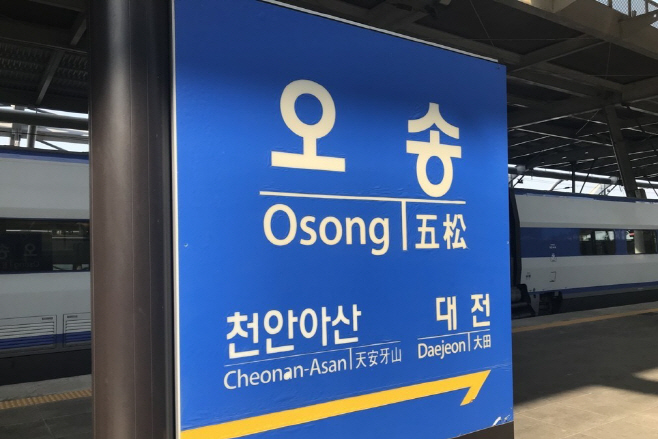 오송
Osong 五松
천안아산 대전
Cheonan-Asan 天安牙山 Daejeon 大田